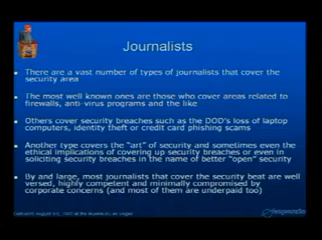 Journalists
There are a vast number of types of journalists that cover the
security area
The most well known ones are those who cover areas related to
firewalls, anti-virus programs and the like
Others cover security breaches such as the DOD's loss of laptop
computers, identity theft or credit card phishing scams
Another type covers the "art" of security and sometimes even the
ethical implications of covering up security breaches or even in
soliciting security breaches in the name of better "open" security
By and large, most journalists that cover the security beat are well
versed, highly competent and minimally compromised by
corporate concerns (and most of them are underpaid too)